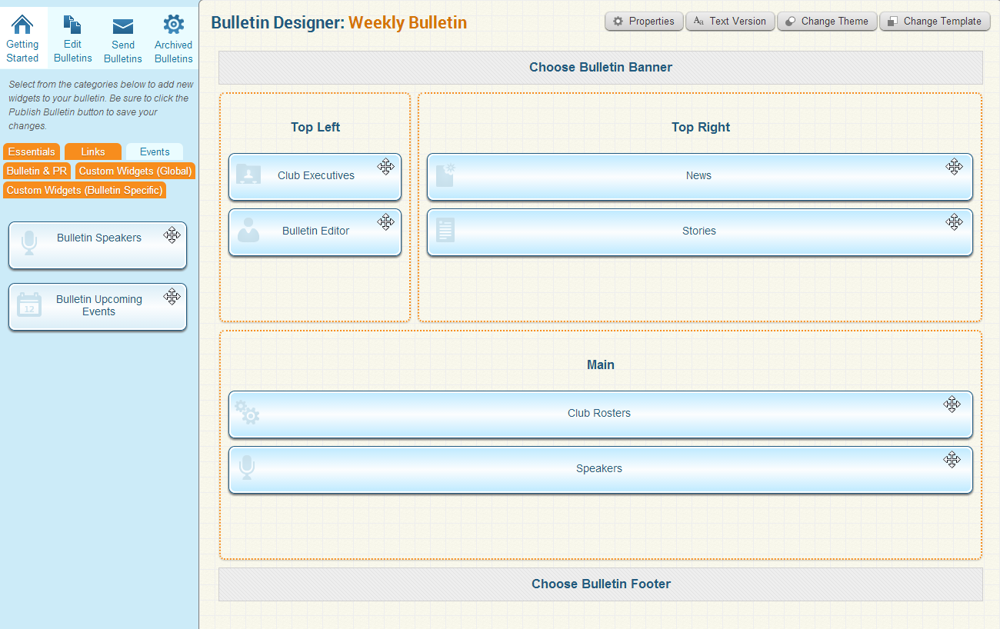 Getting
Started
Edit
Bulletins
Send
Bulletins
Archived
Bulletins
Select from the categories below to add new
widgets to your bulletin. Be sure to click the
Publish Bulletin button to save your
changes.
Essentials
Links
Events
Bulletin & PR
Custom Widgets (Global)
Custom Widgets (Bulletin Specific)
Bulletin Speakers
12
Bulletin Upcoming
Events
Bulletin Designer: Weekly Bulletin
Properties
Aa Text Version
Change Theme
Change Template
Choose Bulletin Banner
Top Left
Club Executives
Bulletin Editor
Top Right
News
Stories
Main
Club Rosters
Speakers
Choose Bulletin Footer